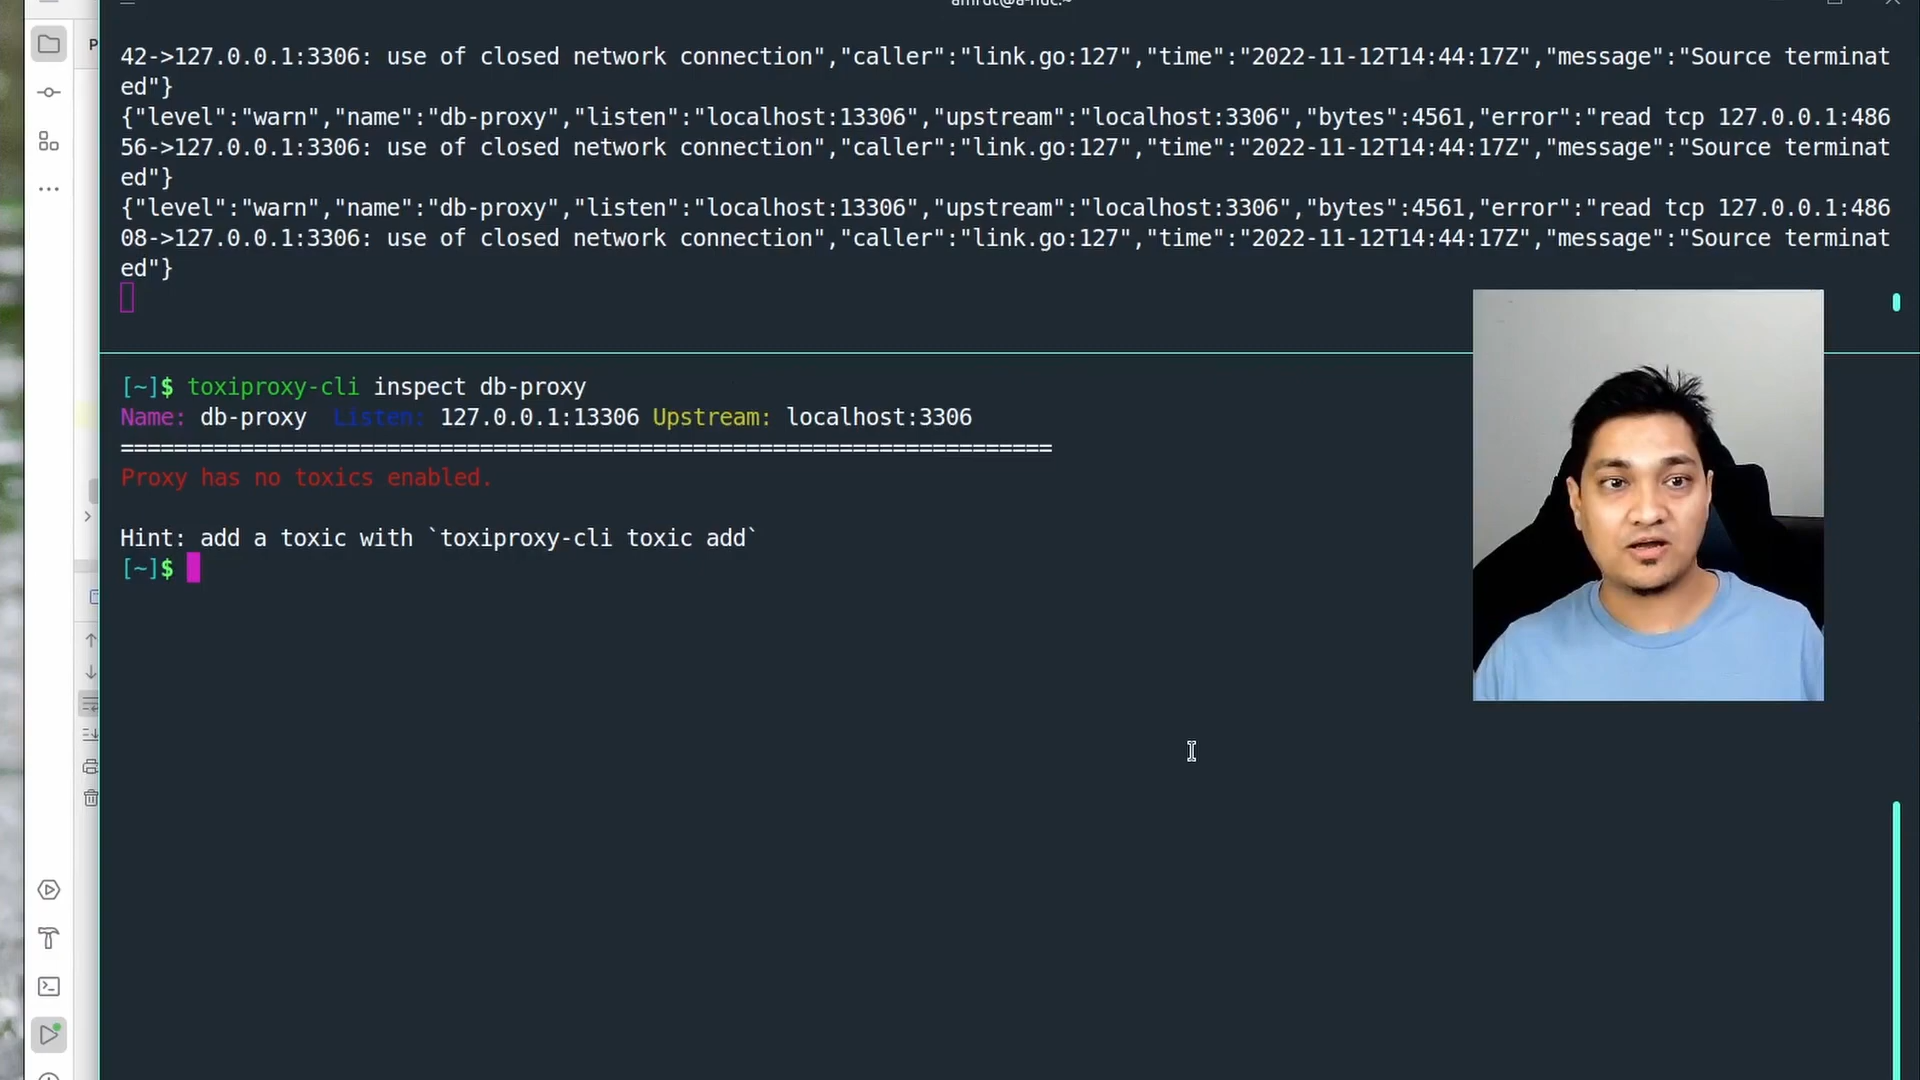 42->127.0.0.1:3306: use of closed network connection","caller":"link.go:127","time":"2022-11-12T14:44:17Z","message":"Source terminat
ed"}
{"level":"warn","name":"db-proxy","listen":"localhost:13306","upstream":"localhost:3306","bytes":4561,"error":"read tcp 127.0.0.1:486
56->127.0.0.1:3306: use of closed network connection","caller":"link.go:127","time":"2022-11-12T14:44:17Z","message":"Source terminat
ed"}
{"level":"warn","name":"db-proxy","listen":"localhost:13306","upstream":"localhost:3306","bytes":4561,"error":"read tcp 127.0.0.1:486
08->127.0.0.1:3306: use of closed network connection","caller":"link.go:127","time":"2022-11-12T14:44:17Z","message":"Source terminat
ed"}
[~]$ toxiproxy-cli inspect db-proxy
Name: db-proxy  Listen: 127.0.0.1:13306 Upstream: localhost:3306
======================================================================
Proxy has no toxics enabled.
Hint: add a toxic with `toxiproxy-cli toxic add`
[~]$